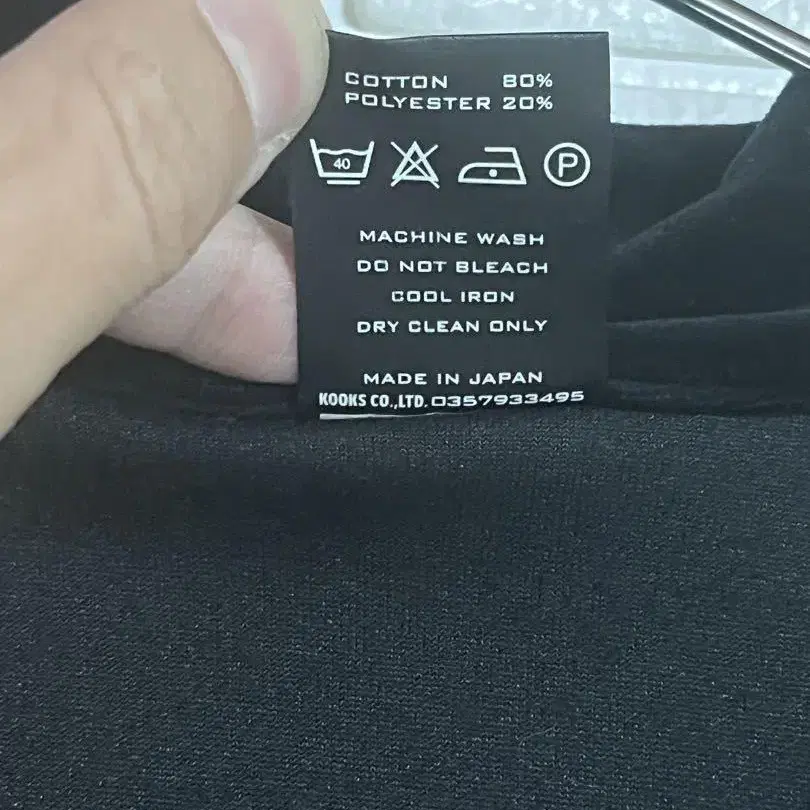 COTTON 80%
POLYESTER 20%
40 P
MACHINE WASH
DO NOT BLEACH
COOL IRON
DRY CLEAN ONLY
MADE IN JAPAN
KOOKS CO.,LTD. 0357933495